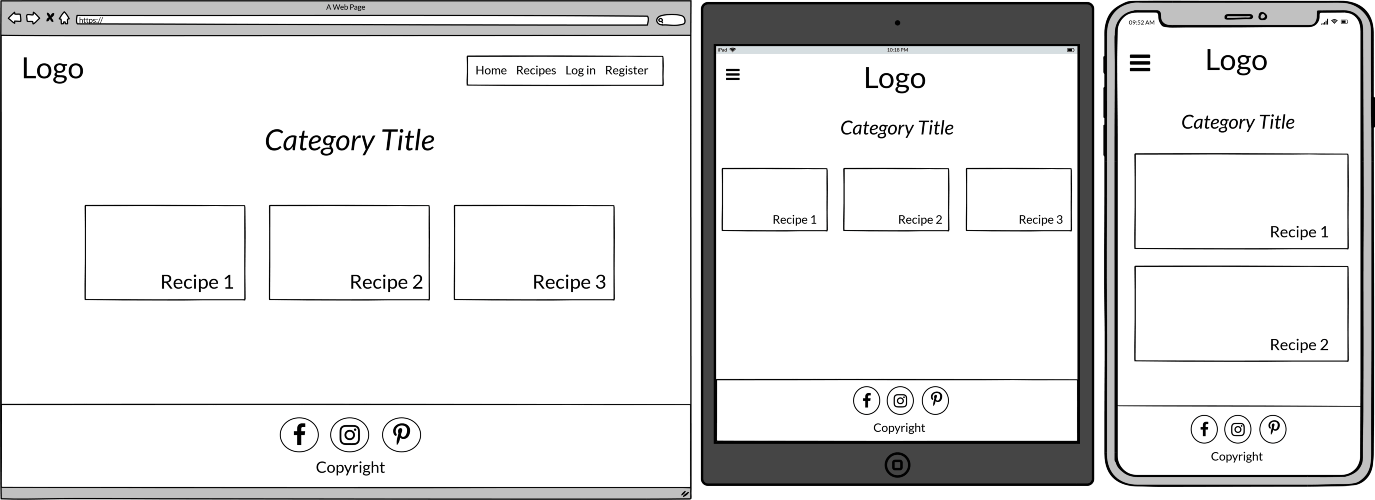 A Web Page
https://
Logo
Home Recipes Log in Register
Category Title
Recipe 1
Recipe 2
Recipe 3
Copyright
iPad
10:18 PM
Logo
Category Title
Recipe 1
Recipe 2
Recipe 3
Copyright
09:52 AM
Logo
Category Title
Recipe 1
Recipe 2
Copyright